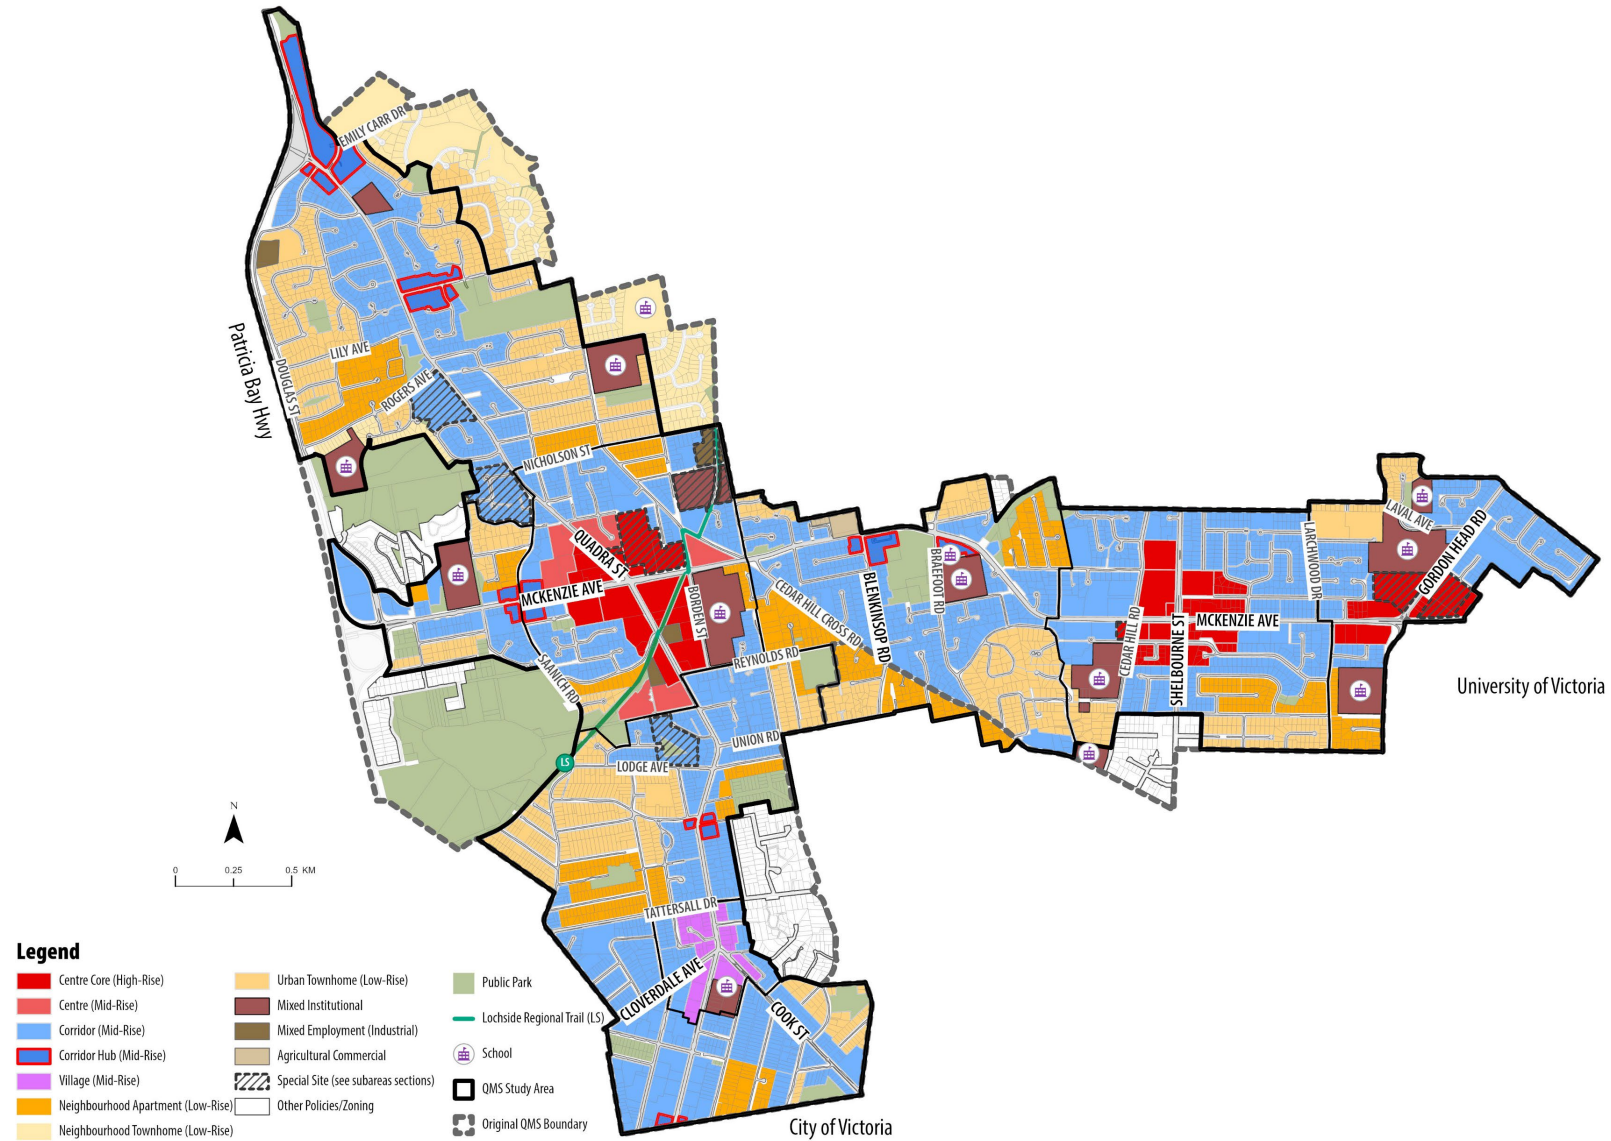 EMILY CARR DR
Patricia Bay Hwy
DOUGLAS ST
LILY AVE
ROGERS AVE
NICHOLSON ST
QUADRA ST
MCKENZIE AVE
BORDEN ST
CEDAR HILL CROSS RD
BLENKINSOP RD
BRAEFOOT RD
REYNOLDS RD
SAANICH RD
CEDAR HILL RD
SHELBOURNE ST
MCKENZIE AVE
LARCHWOOD DR
LAVAL AVE
GORDON HEAD RD
University of Victoria
UNION RD
LODGE AVE
LS
TATTERSALL DR
CLOVERDALE AVE
COOK ST
City of Victoria
N
0 0.25 0.5 KM
Legend
Centre Core (High-Rise)
Centre (Mid-Rise)
Corridor (Mid-Rise)
Corridor Hub (Mid-Rise)
Village (Mid-Rise)
Neighbourhood Apartment (Low-Rise)
Neighbourhood Townhome (Low-Rise)
Urban Townhome (Low-Rise)
Mixed Institutional
Mixed Employment (Industrial)
Agricultural Commercial
Special Site (see subareas sections)
Other Policies/Zoning
Public Park
Lochside Regional Trail (LS)
School
QMS Study Area
Original QMS Boundary